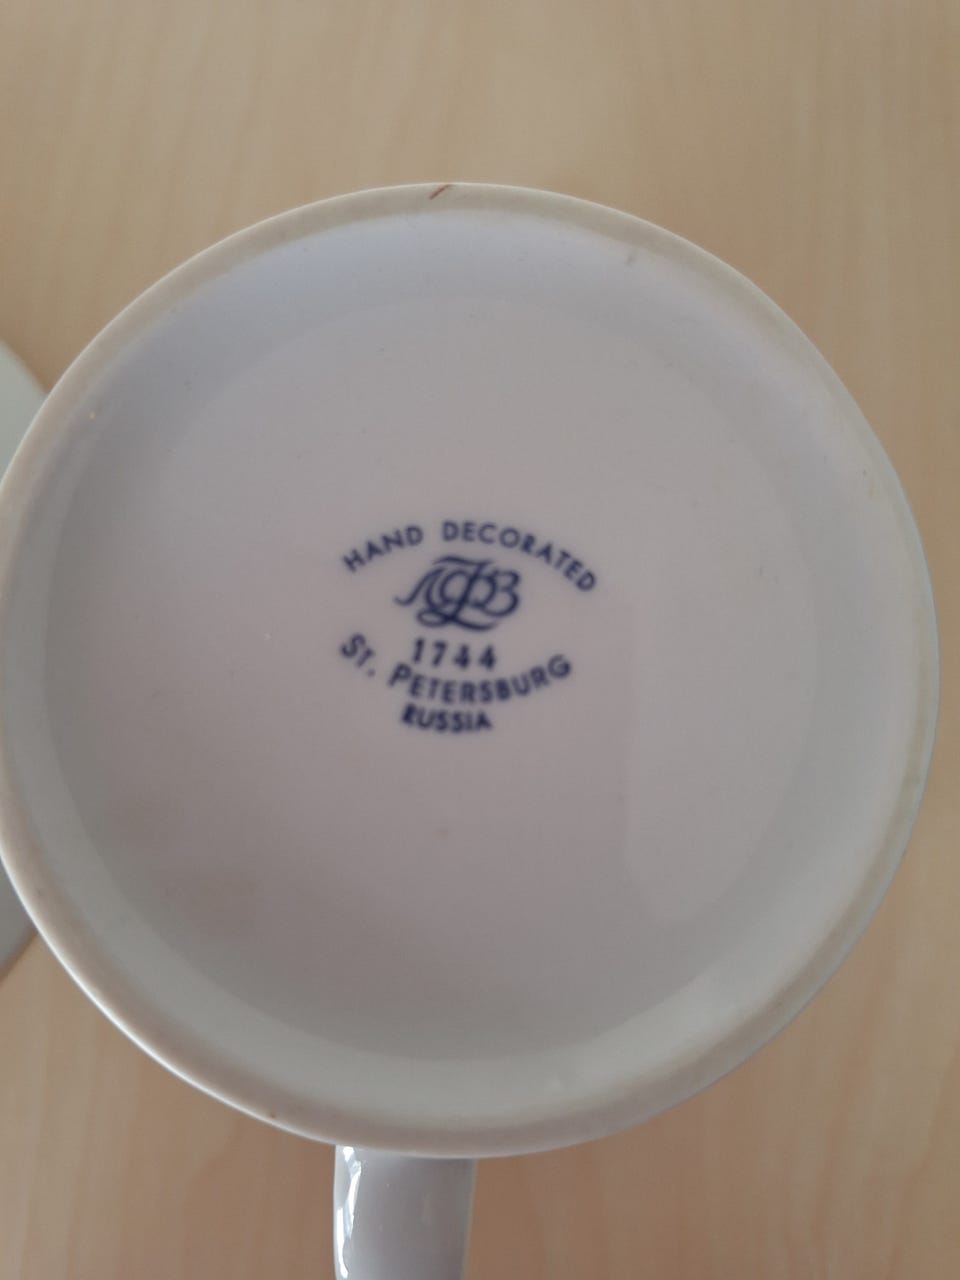 HAND DECORATED
ЛФЗ
1744
ST. PETERSBURG
RUSSIA